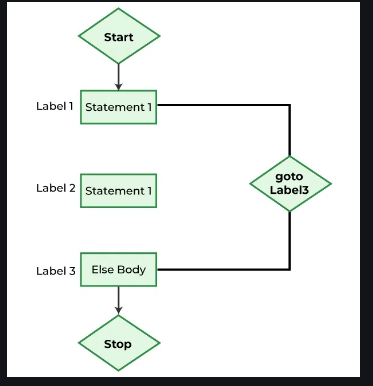 Start
Label 1
Statement 1
goto
Label3
Label 2
Statement 1
Label 3
Else Body
Stop